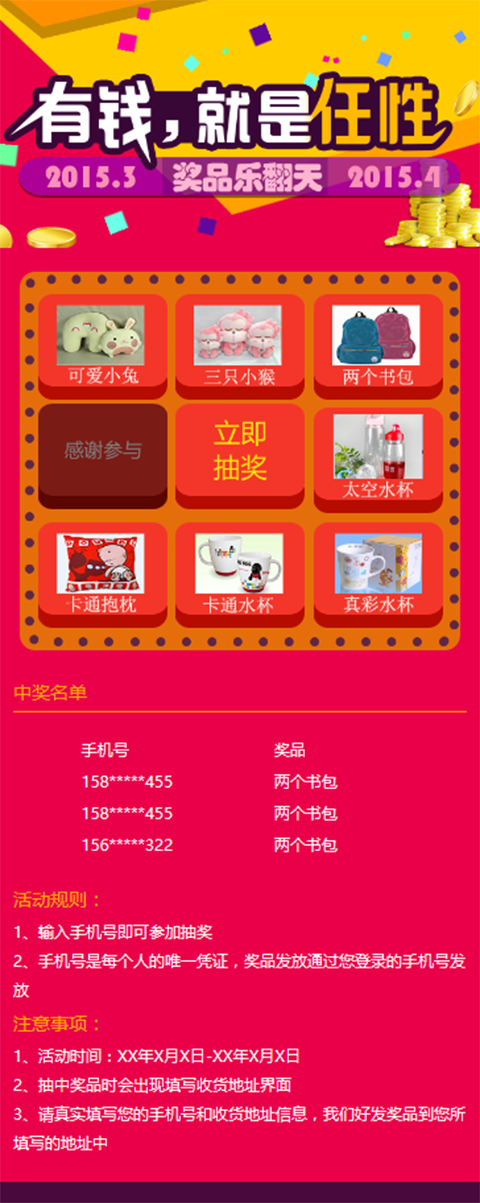 有钱，就是任性
2015.3 奖品乐翻天 2015.4
可爱小兔 三只小猴 两个书包
感谢参与 立即 太空水杯
抽奖
卡通抱枕 卡通水杯 真彩水杯
中奖名单
手机号 奖品
158*****455 两个书包
158*****455 两个书包
156*****322 两个书包
活动规则：
1、输入手机号即可参加抽奖
2、手机号是每个人的唯一凭证，奖品发放通过您登录的手机号发
放
注意事项：
1、活动时间：XX年X月X日-XX年X月X日
2、抽中奖品时会出现填写收货地址界面
3、请真实填写您的手机号和收货地址信息，我们好发奖品到您所
填写的地址中